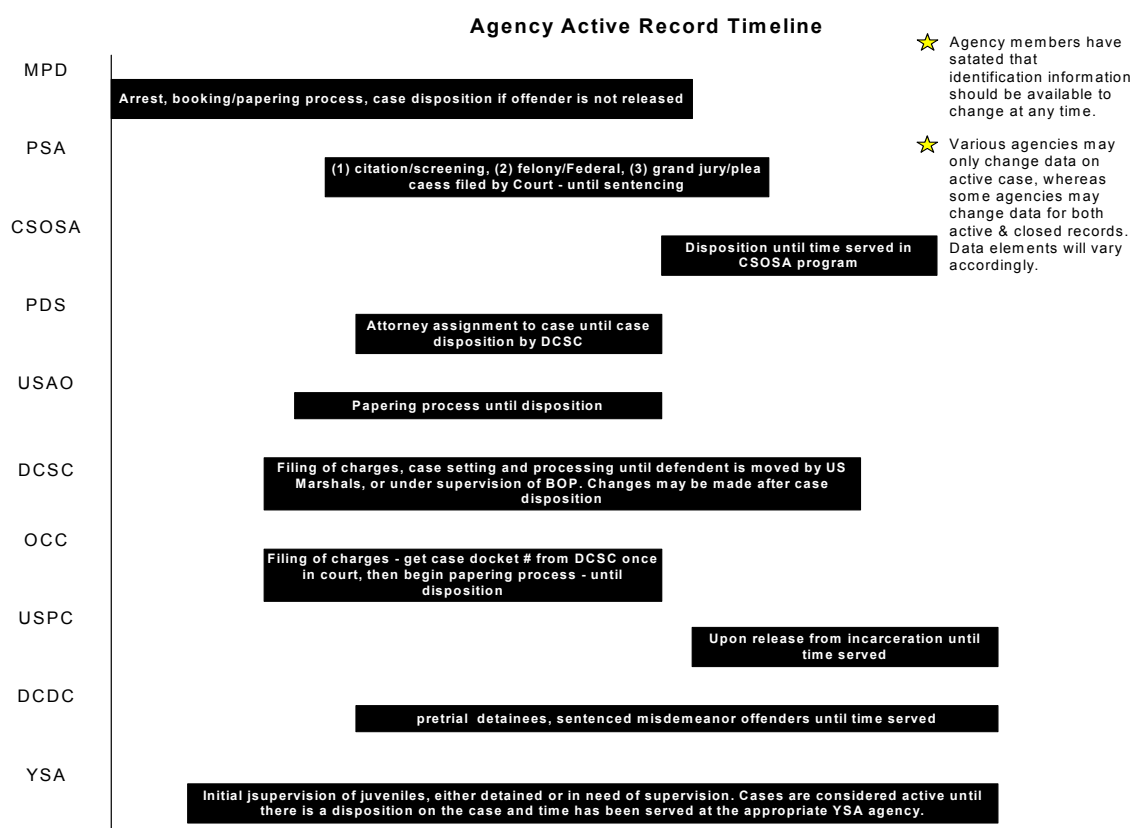 Agency Active Record Timeline
Agency members have
satated that
identification information
should be available to
change at any time.
Various agencies may
only change data on
active case, whereas
some agencies may
change data for both
active & closed records.
Data elements will vary
accordingly.
MPD
Arrest, booking/papering process, case disposition if offender is not released
PSA
(1) citation/screening, (2) felony/Federal, (3) grand jury/plea
caess filed by Court - until sentencing
CSOSA
Disposition until time served in
CSOSA program
PDS
Attorney assignment to case until case
disposition by DCSC
USAO
Papering process until disposition
DCSC
Filing of charges, case setting and processing until defendent is moved by US
Marshals, or under supervision of BOP. Changes may be made after case
disposition
OCC
Filing of charges - get case docket # from DCSC once
in court, then begin papering process - until
disposition
USPC
Upon release from incarceration until
time served
DCDC
pretrial detainees, sentenced misdemeanor offenders until time served
YSA
Initial jsupervision of juveniles, either detained or in need of supervision. Cases are considered active until
there is a disposition on the case and time has been served at the appropriate YSA agency.